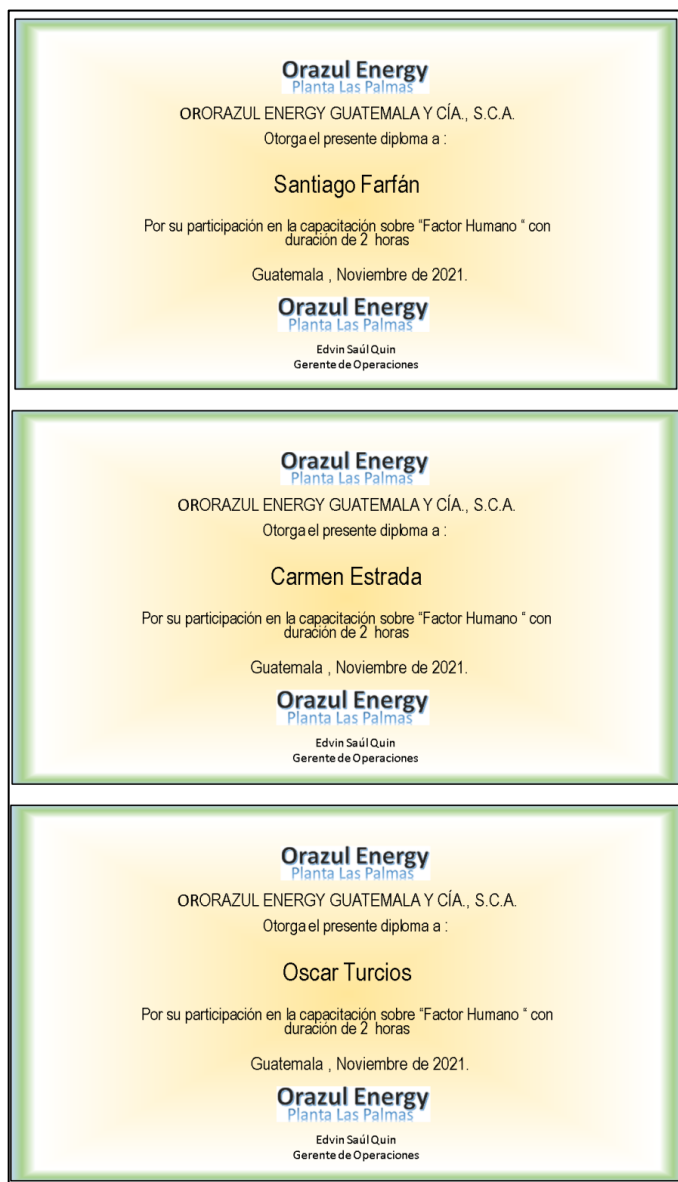 Orazul Energy
Planta Las Palmas
ORORAZUL ENERGY GUATEMALA Y CÍA., S.C.A.
Otorga el presente diploma a :
Santiago Farfán
Por su participación en la capacitación sobre “Factor Humano “ con
duración de 2 horas
Guatemala , Noviembre de 2021.
Orazul Energy
Planta Las Palmas
Edvin Saúl Quin
Gerente de Operaciones
Orazul Energy
Planta Las Palmas
ORORAZUL ENERGY GUATEMALA Y CÍA., S.C.A.
Otorga el presente diploma a :
Carmen Estrada
Por su participación en la capacitación sobre “Factor Humano “ con
duración de 2 horas
Guatemala , Noviembre de 2021.
Orazul Energy
Planta Las Palmas
Edvin Saúl Quin
Gerente de Operaciones
Orazul Energy
Planta Las Palmas
ORORAZUL ENERGY GUATEMALA Y CÍA., S.C.A.
Otorga el presente diploma a :
Oscar Turcios
Por su participación en la capacitación sobre “Factor Humano “ con
duración de 2 horas
Guatemala , Noviembre de 2021.
Orazul Energy
Planta Las Palmas
Edvin Saúl Quin
Gerente de Operaciones